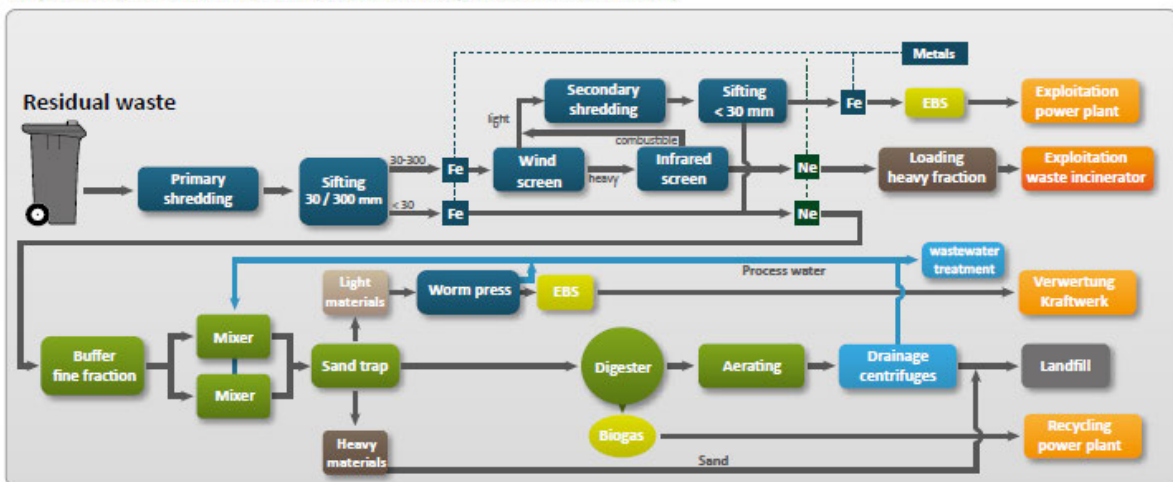 Metals
Residual waste
Secondary
shredding
Sifting
< 30 mm
Fe
EBS
Exploitation
power plant
light
combustible
30-300
Fe
Wind
screen
heavy
Infrared
screen
Ne
Loading
heavy fraction
Exploitation
waste incinerator
Primary
shredding
Sifting
30 / 300 mm
< 30
Fe
Ne
wastewater
treatment
Process water
Light
materials
Worm press
EBS
Verwertung
Kraftwerk
Mixer
Buffer
fine fraction
Mixer
Sand trap
Digester
Aerating
Drainage
centrifuges
Landfill
Biogas
Recycling
power plant
Heavy
materials
Sand